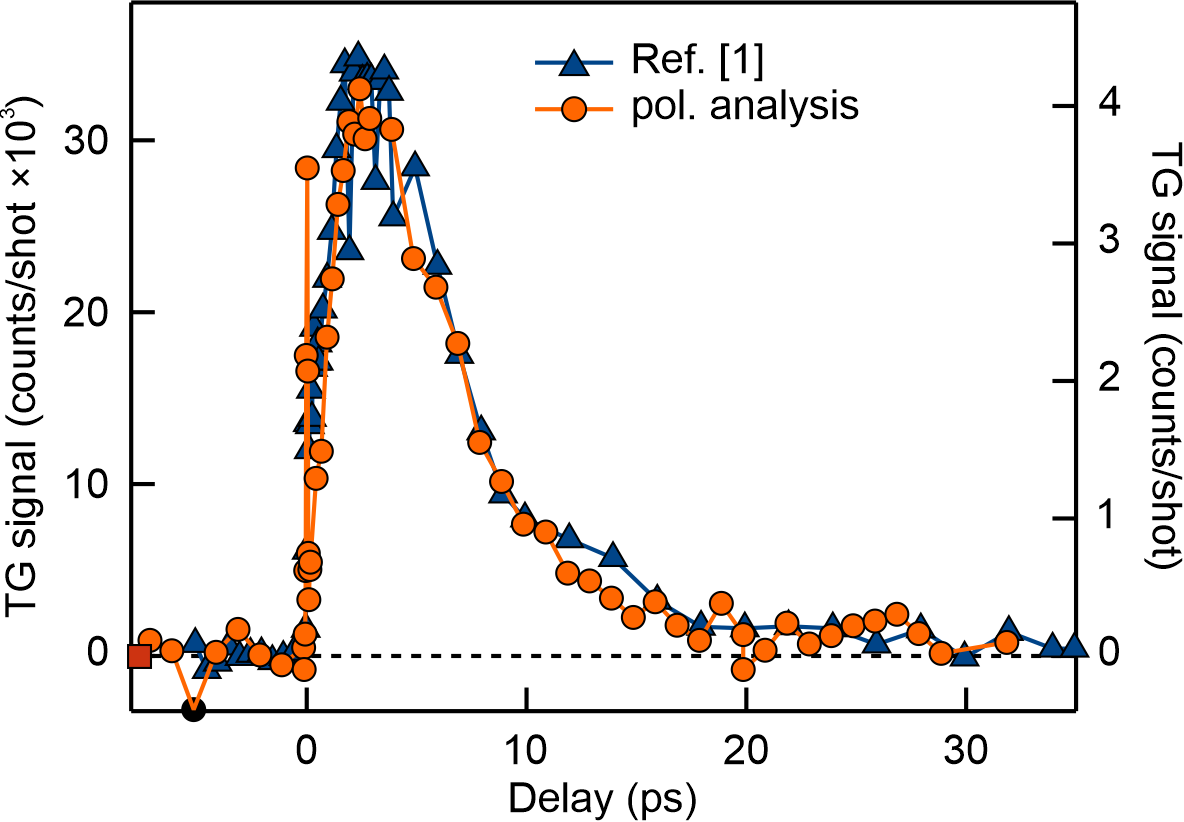 Ref. [1]
pol. analysis
TG signal (counts/shot ×10³)
30
20
10
0
4
3
2
1
0
TG signal (counts/shot)
0 10 20 30
Delay (ps)